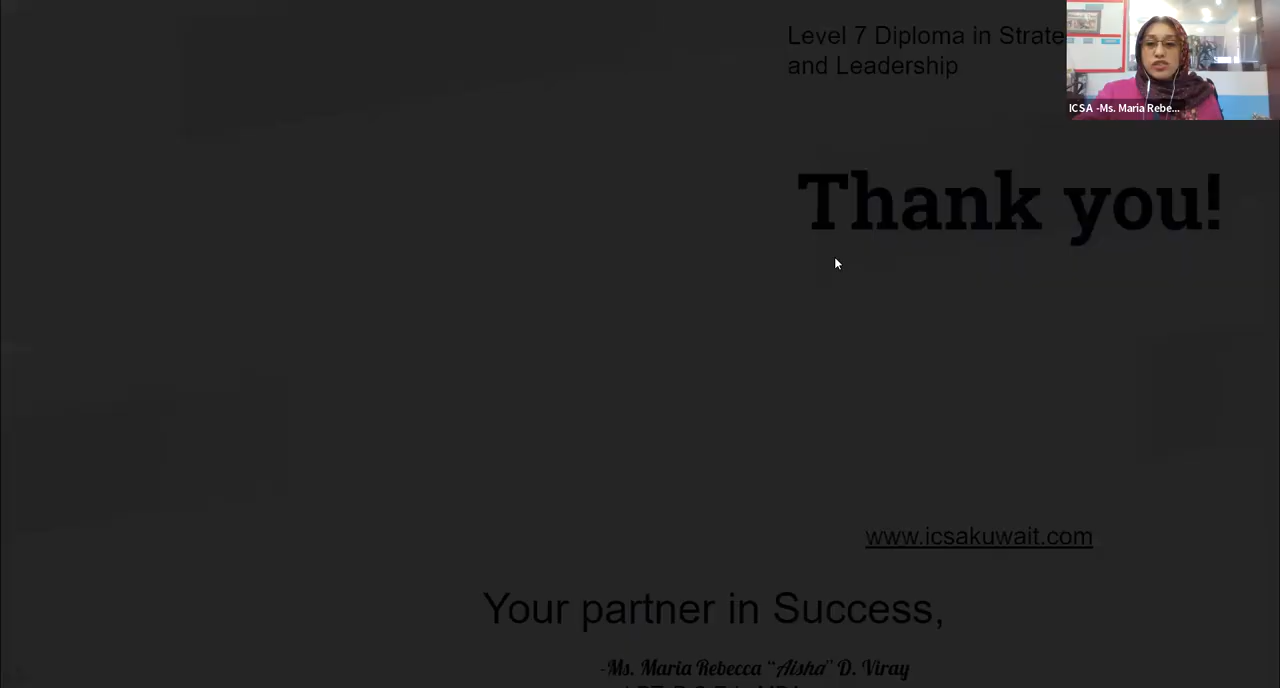 Level 7 Diploma in Strate
and Leadership
ICSA -Ms. Maria Rebe...
Thank you!
www.icsakuwait.com
Your partner in Success,
-Ms. Maria Rebecca “Aisha” D. Viray